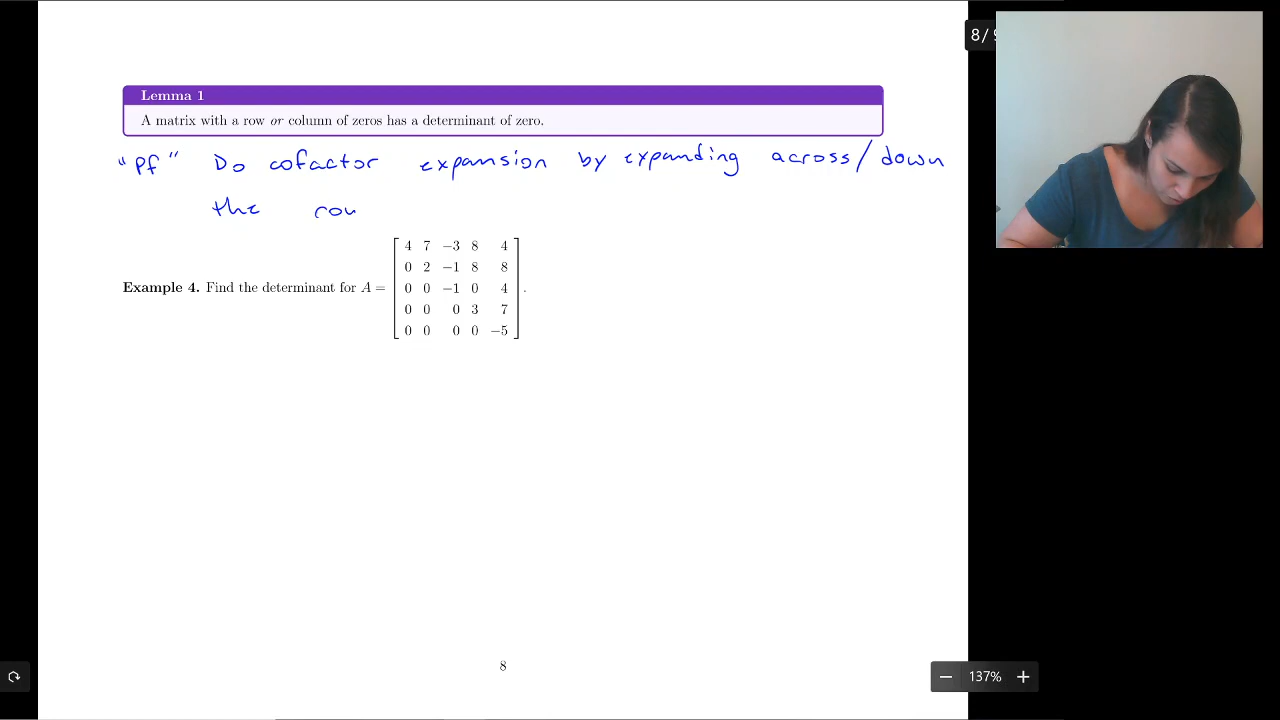 8 / 9
Lemma 1
A matrix with a row or column of zeros has a determinant of zero.
"Pf" Do cofactor expansion by expanding across/down
the row
Example 4. Find the determinant for A =
4 7 −3 8 4
0 2 −1 8 8
0 0 −1 0 4
0 0 0 3 7
0 0 0 0 −5
.
8
− 137% +